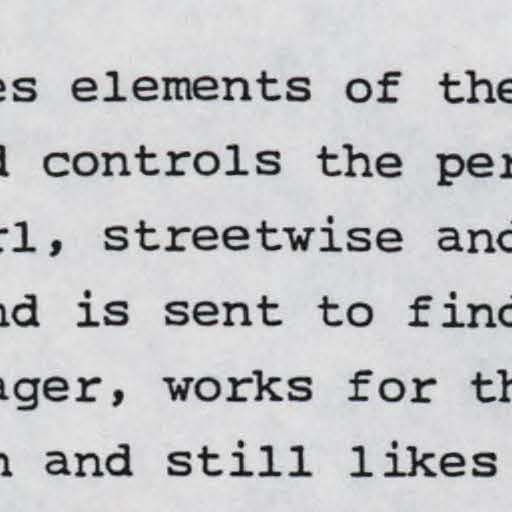 es elements of the
d controls the per
rl, streetwise and
nd is sent to find
ager, works for th
n and still likes